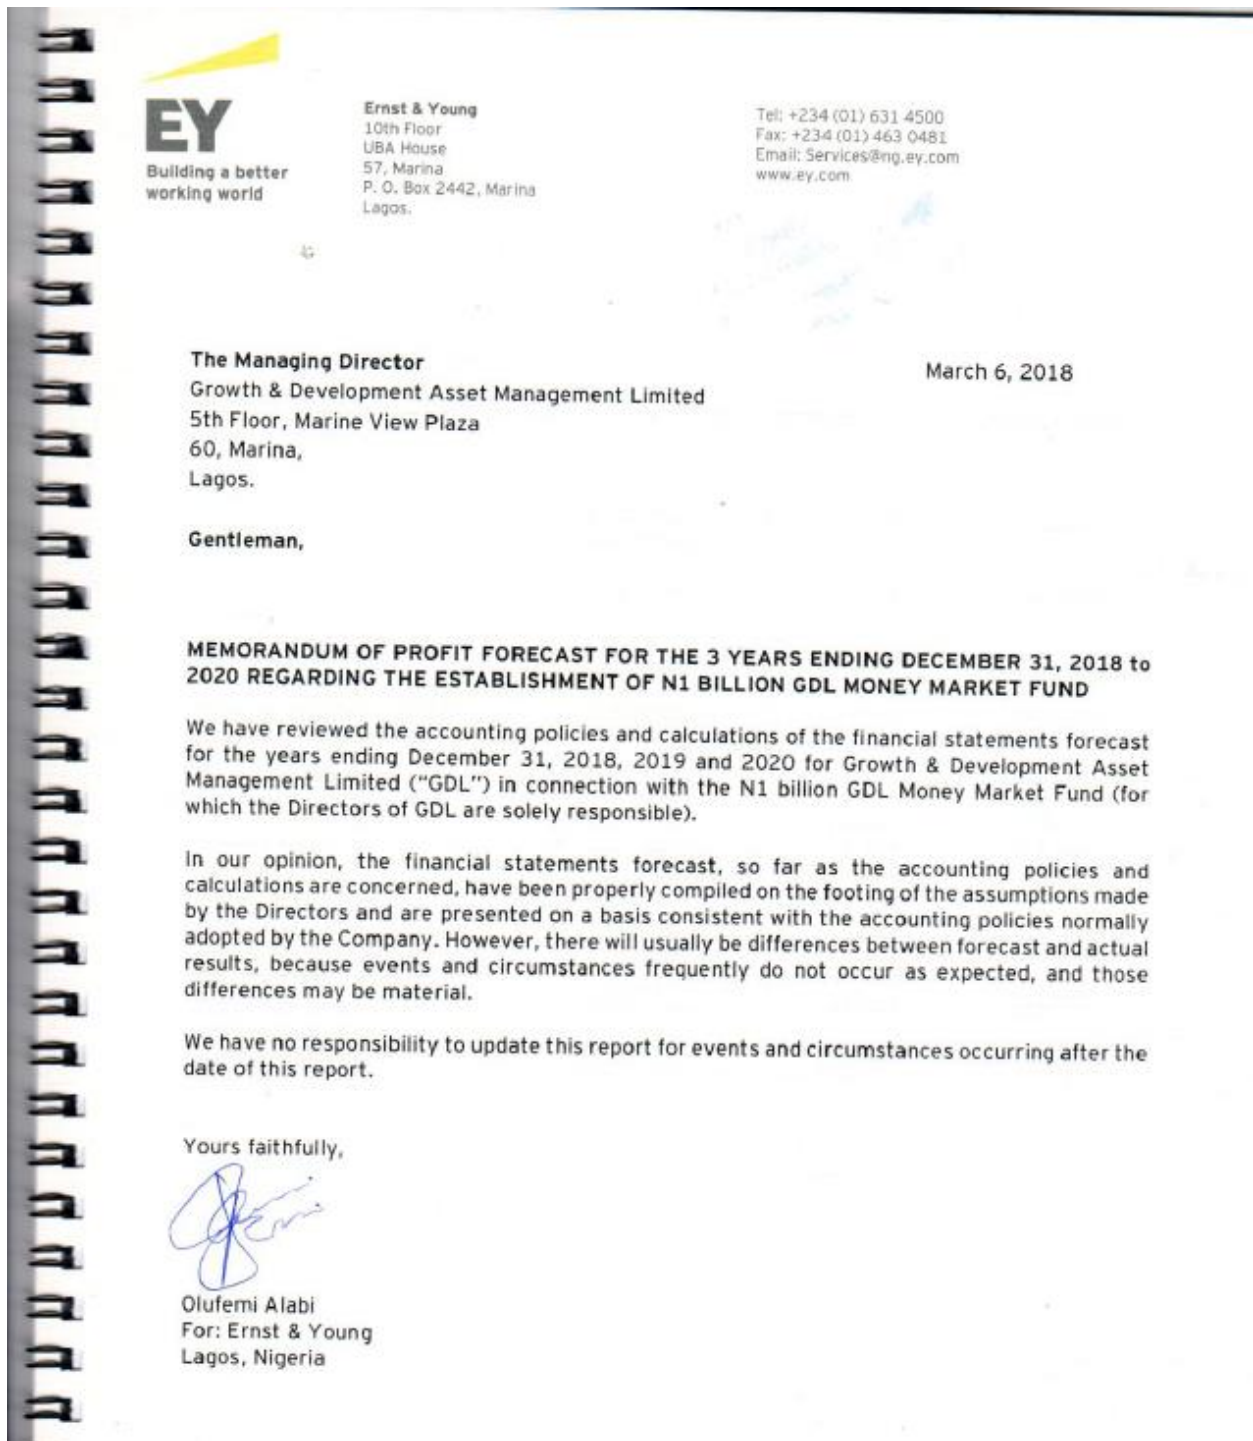 EY
Building a better
working world
Ernst & Young
10th Floor
UBA House
57, Marina
P. O. Box 2442, Marina
Lagos.
Tel: +234 (01) 631 4500
Fax: +234 (01) 463 0481
Email: Services@ng.ey.com
www.ey.com
The Managing Director
Growth & Development Asset Management Limited
5th Floor, Marine View Plaza
60, Marina,
Lagos.
March 6, 2018
Gentleman,
MEMORANDUM OF PROFIT FORECAST FOR THE 3 YEARS ENDING DECEMBER 31, 2018 to
2020 REGARDING THE ESTABLISHMENT OF N1 BILLION GDL MONEY MARKET FUND
We have reviewed the accounting policies and calculations of the financial statements forecast
for the years ending December 31, 2018, 2019 and 2020 for Growth & Development Asset
Management Limited (“GDL”) in connection with the N1 billion GDL Money Market Fund (for
which the Directors of GDL are solely responsible).
In our opinion, the financial statements forecast, so far as the accounting policies and
calculations are concerned, have been properly compiled on the footing of the assumptions made
by the Directors and are presented on a basis consistent with the accounting policies normally
adopted by the Company. However, there will usually be differences between forecast and actual
results, because events and circumstances frequently do not occur as expected, and those
differences may be material.
We have no responsibility to update this report for events and circumstances occurring after the
date of this report.
Yours faithfully,
Olufemi Alabi
For: Ernst & Young
Lagos, Nigeria